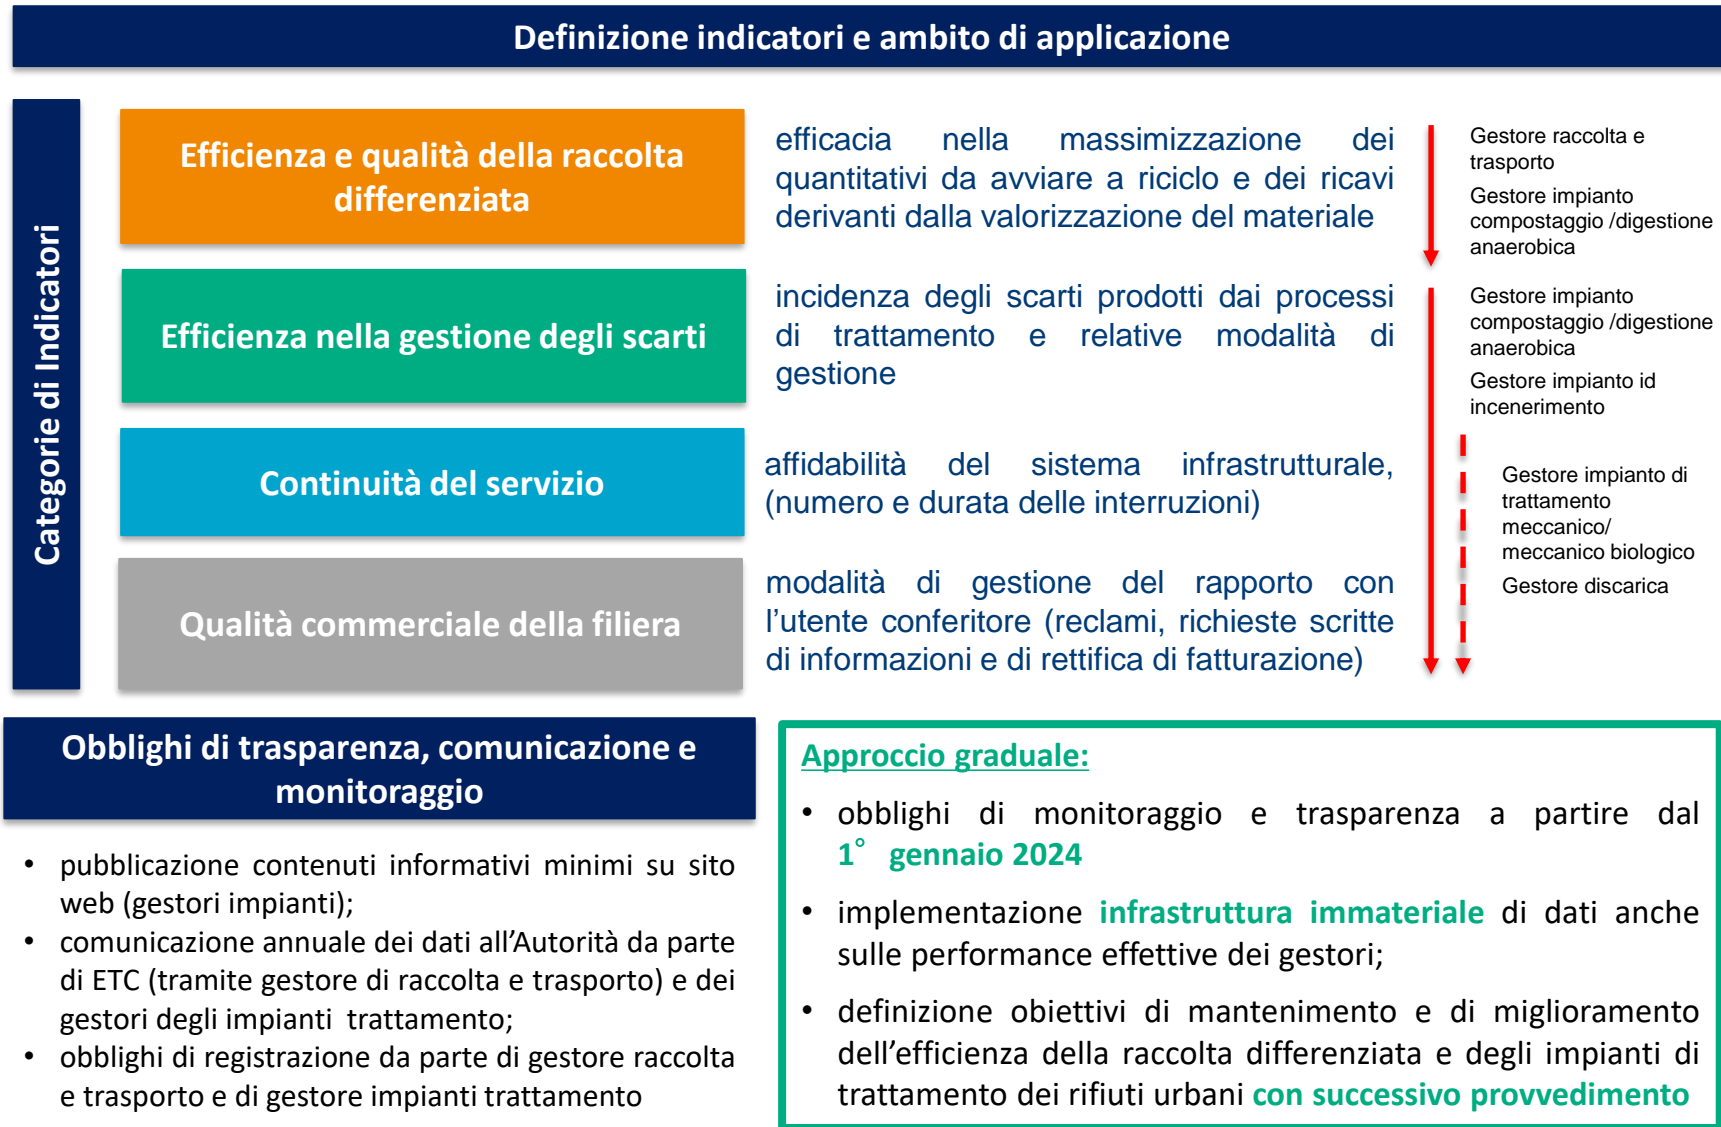 Definizione indicatori e ambito di applicazione
Categorie di Indicatori
Efficienza e qualità della raccolta
differenziata
efficacia nella massimizzazione dei
quantitativi da avviare a riciclo e dei ricavi
derivanti dalla valorizzazione del materiale
Gestore raccolta e
trasporto
Gestore impianto
compostaggio /digestione
anaerobica
Efficienza nella gestione degli scarti
incidenza degli scarti prodotti dai processi
di trattamento e relative modalità di
gestione
Gestore impianto
compostaggio /digestione
anaerobica
Gestore impianto id
incenerimento
Continuità del servizio
affidabilità del sistema infrastrutturale,
(numero e durata delle interruzioni)
Gestore impianto di
trattamento
meccanico/
meccanico biologico
Gestore discarica
Qualità commerciale della filiera
modalità di gestione del rapporto con
l'utente conferitore (reclami, richieste scritte
di informazioni e di rettifica di fatturazione)
Obblighi di trasparenza, comunicazione e
monitoraggio
• pubblicazione contenuti informativi minimi su sito
web (gestori impianti);
• comunicazione annuale dei dati all'Autorità da parte
di ETC (tramite gestore di raccolta e trasporto) e dei
gestori degli impianti trattamento;
• obblighi di registrazione da parte di gestore raccolta
e trasporto e di gestore impianti trattamento
Approccio graduale:
• obblighi di monitoraggio e trasparenza a partire dal
1° gennaio 2024
• implementazione infrastruttura immateriale di dati anche
sulle performance effettive dei gestori;
• definizione obiettivi di mantenimento e di miglioramento
dell'efficienza della raccolta differenziata e degli impianti di
trattamento dei rifiuti urbani con successivo provvedimento